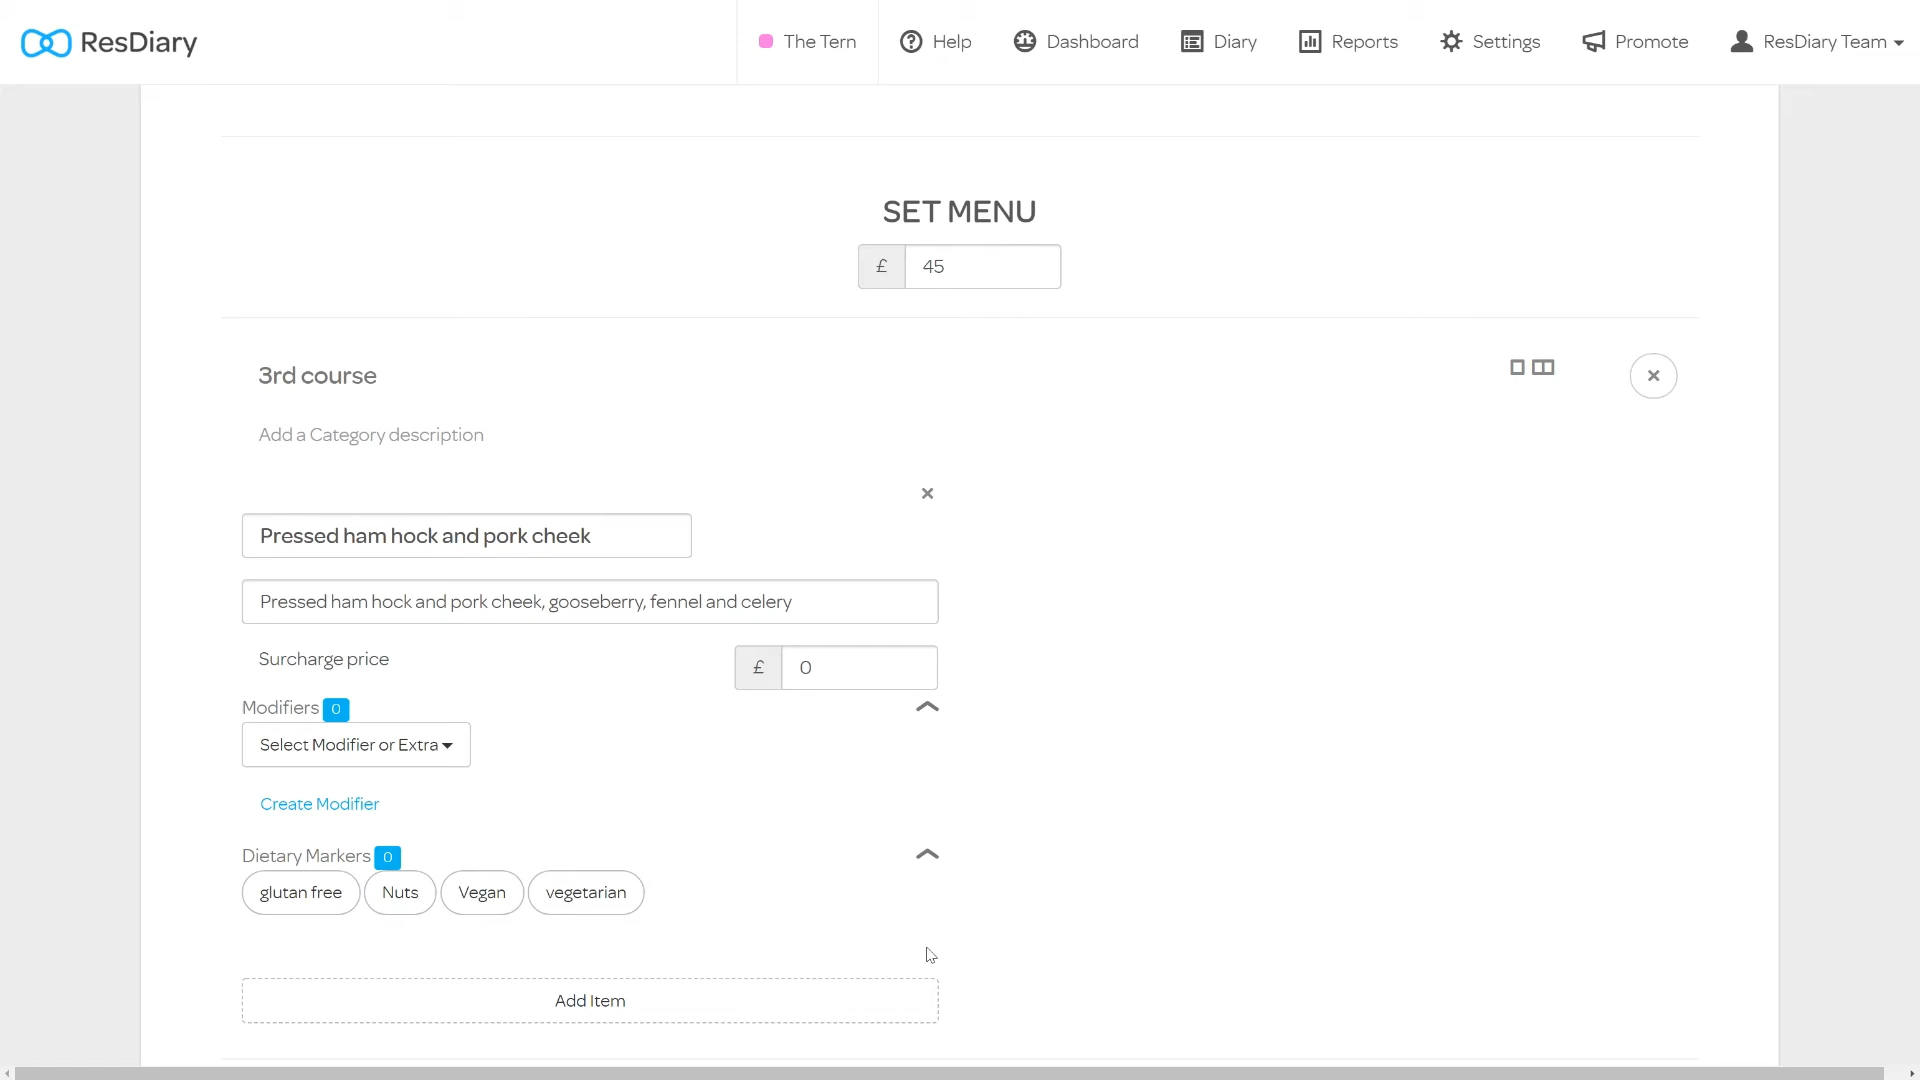 ResDiary
The Tern
Help
Dashboard
Diary
Reports
Settings
Promote
ResDiary Team
SET MENU
£ 45
3rd course
Add a Category description
Pressed ham hock and pork cheek
Pressed ham hock and pork cheek, gooseberry, fennel and celery
Surcharge price
£ 0
Modifiers 0
Select Modifier or Extra
Create Modifier
Dietary Markers 0
glutan free
Nuts
Vegan
vegetarian
Add Item